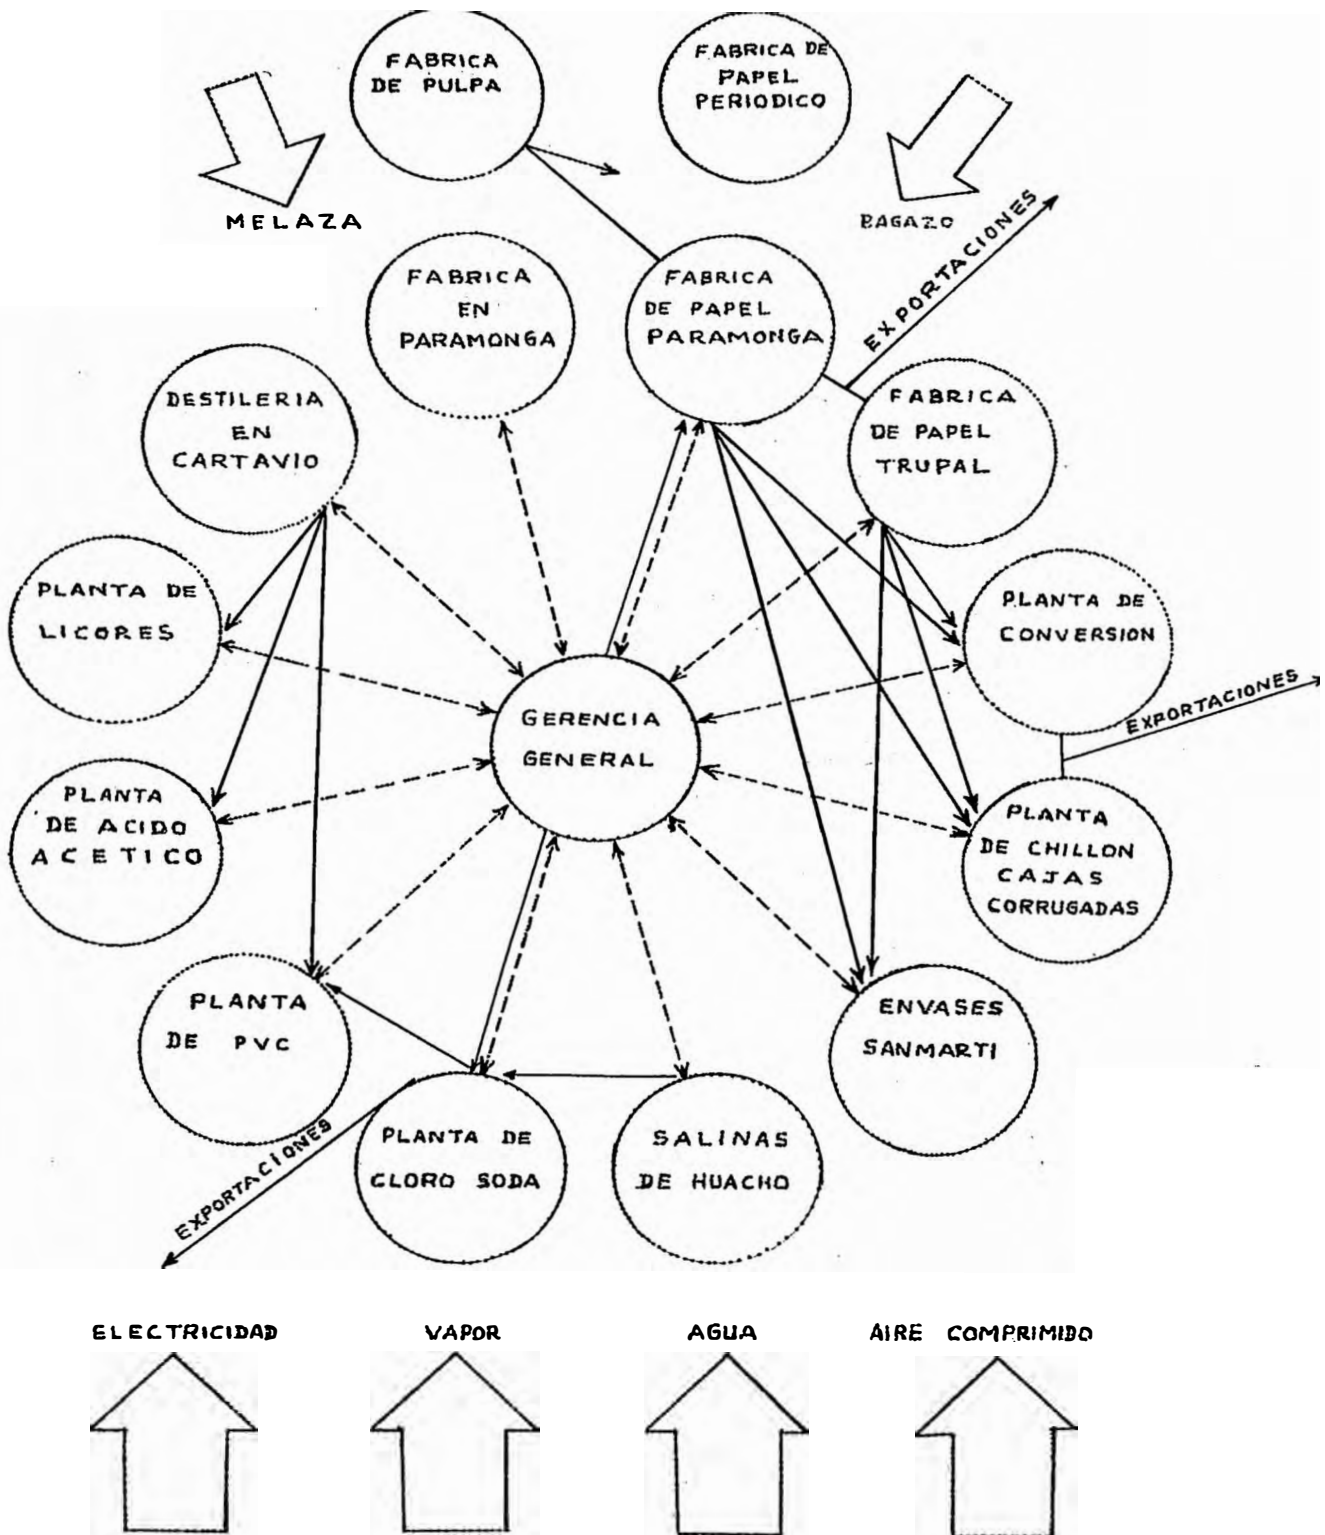 FABRICA
DE PULPA
FABRICA DE
PAPEL
PERIODICO
MELAZA
BAGAZO
EXPORTACIONES
FABRICA
EN
PARAMONGA
FABRICA
DE PAPEL
PARAMONGA
DESTILERIA
EN
CARTAVIO
FABRICA
DE PAPEL
TRUPAL
PLANTA DE
LICORES
PLANTA DE
CONVERSION
GERENCIA
GENERAL
EXPORTACIONES
PLANTA
DE ACIDO
ACETICO
PLANTA
DE CHILLON
CAJAS
CORRUGADAS
PLANTA
DE PVC
ENVASES
SANMARTI
PLANTA DE
CLORO SODA
SALINAS
DE HUACHO
EXPORTACIONES
ELECTRICIDAD
VAPOR
AGUA
AIRE COMPRIMIDO